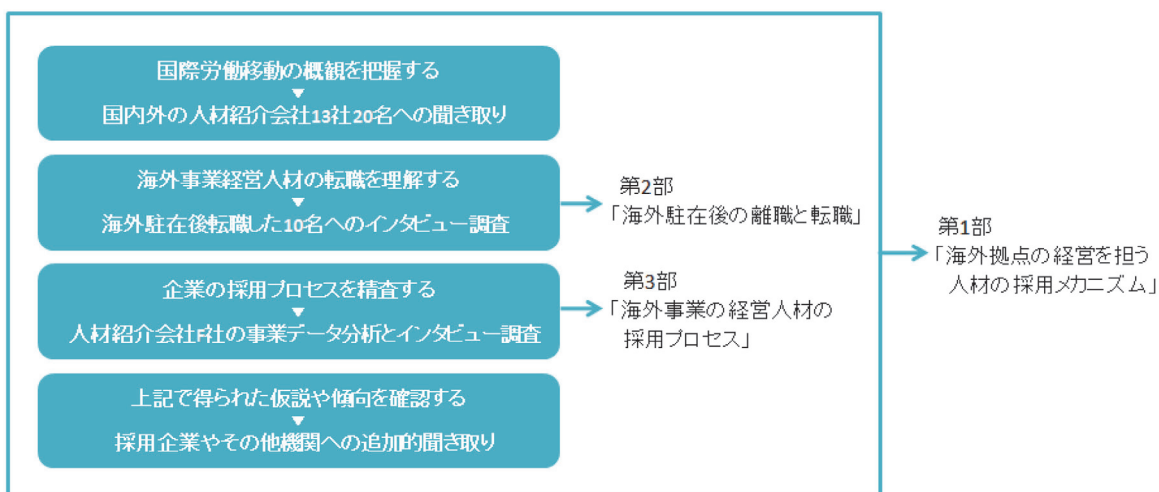 国際労働移動の概観を把握する
▼
国内外の人材紹介会社13社20名への聞き取り
海外事業経営人材の転職を理解する
▼
海外駐在後転職した10名へのインタビュー調査
企業の採用プロセスを精査する
▼
人材紹介会社F社の事業データ分析とインタビュー調査
上記で得られた仮説や傾向を確認する
▼
採用企業やその他機関への追加的聞き取り
第2部
「海外駐在後の離職と転職」
第3部
「海外事業の経営人材の
採用プロセス」
第1部
「海外拠点の経営を担う
人材の採用メカニズム」